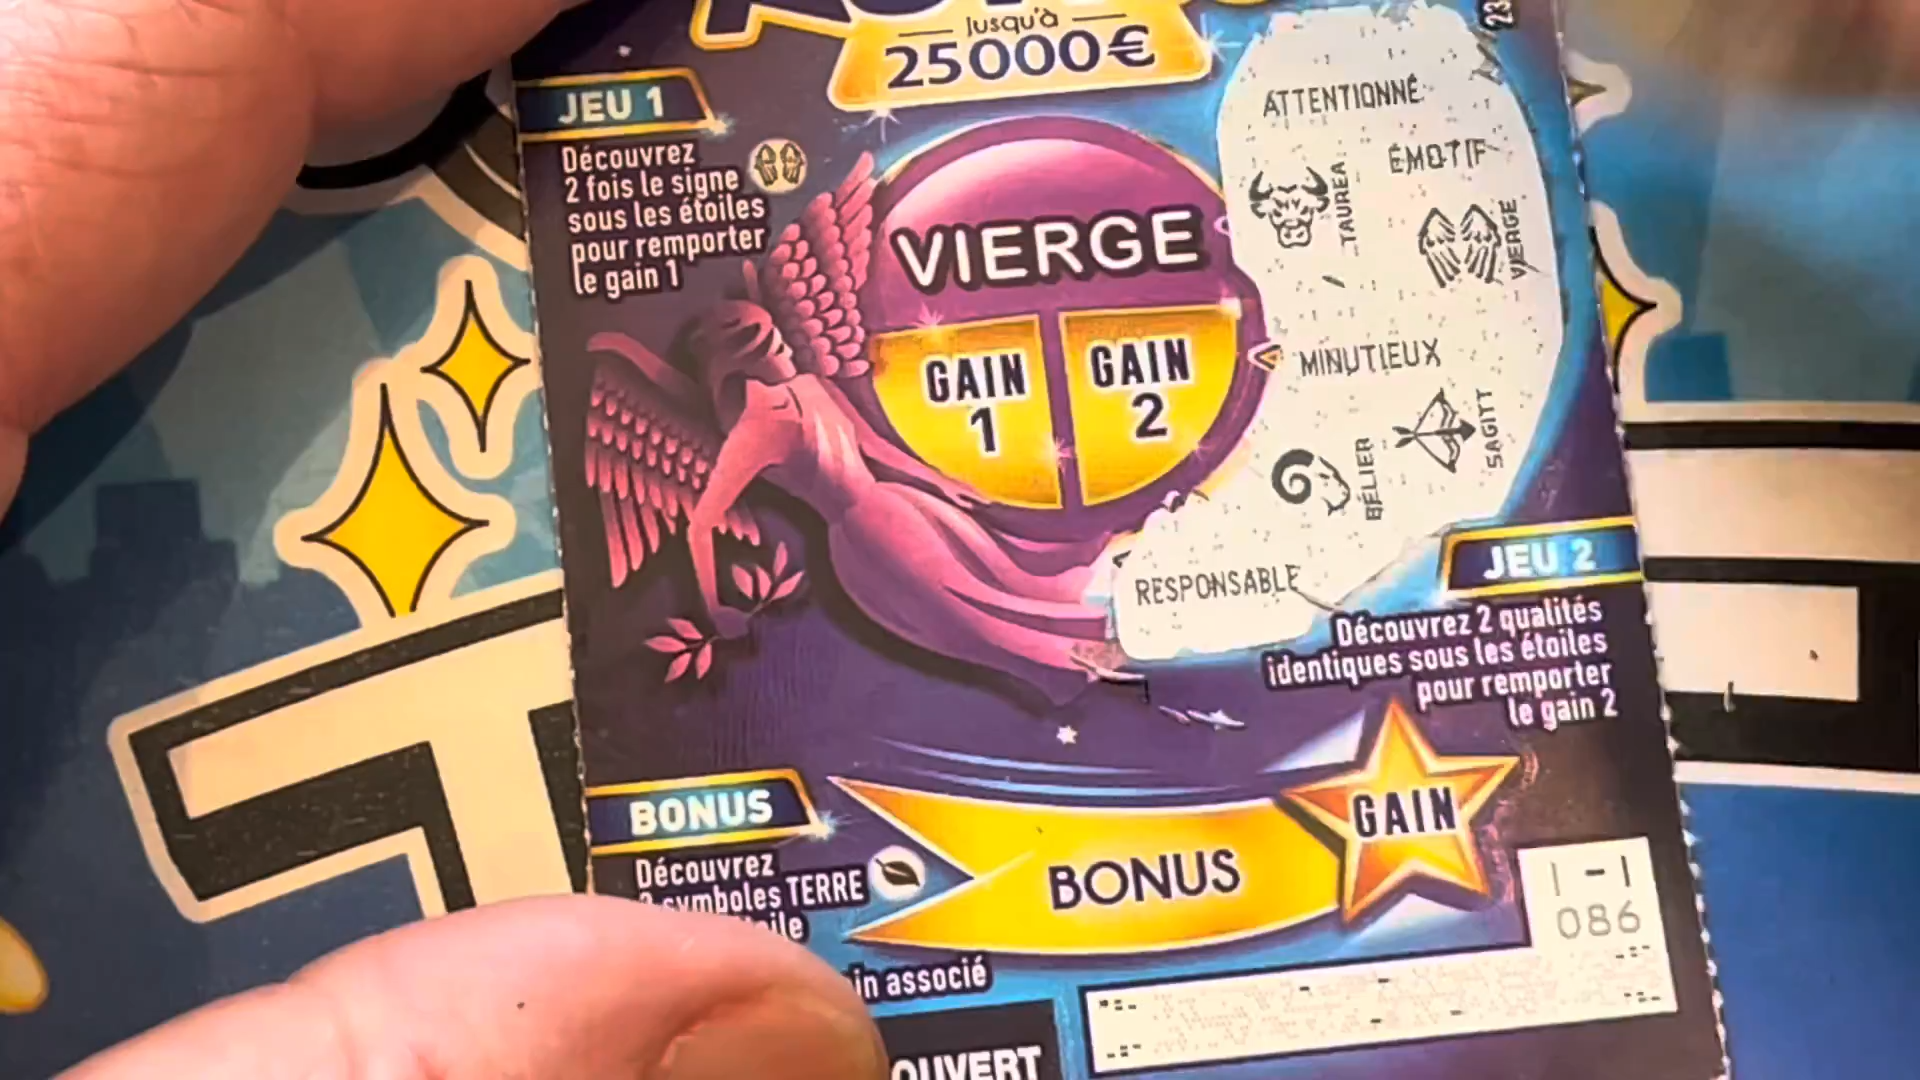 Jusqu'à
25000€
23
JEU 1
Découvrez
2 fois le signe
sous les étoiles
pour remporter
le gain 1
VIERGE
GAIN
1
GAIN
2
ATTENTIONNÉ
ÉMOTIF
TAUREA
VIERGE
MINUTIEUX
BÉLIER
SAGITT
RESPONSABLE
JEU 2
Découvrez 2 qualités
identiques sous les étoiles
pour remporter
le gain 2
BONUS
Découvrez
symboles TERRE
BONUS
GAIN
in associé
1-1
086
OUVERT